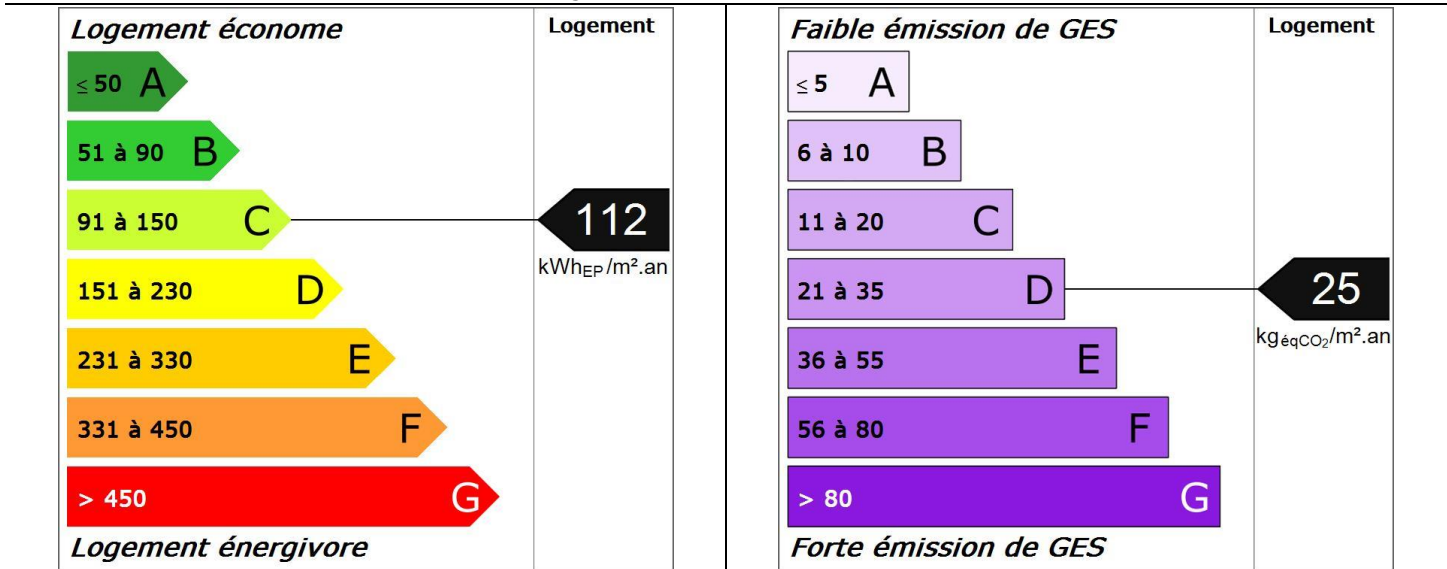 Logement économe
Logement
≤ 50 A
51 à 90 B
91 à 150 C
112
kWhEP/m².an
151 à 230 D
231 à 330 E
331 à 450 F
> 450 G
Logement énergivore
Faible émission de GES
Logement
≤ 5 A
6 à 10 B
11 à 20 C
21 à 35 D
25
kgéqCO2/m².an
36 à 55 E
56 à 80 F
> 80 G
Forte émission de GES